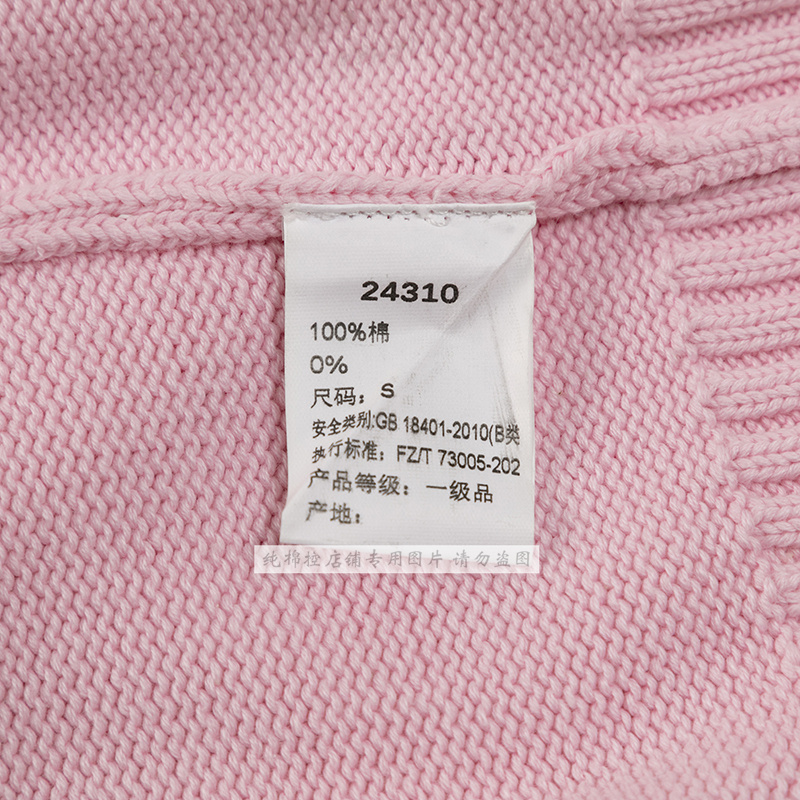 24310
100%棉
0%
尺码：S
安全类别:GB 18401-2010(B类
执行标准：FZ/T 73005-202
产品等级：一级品
产地：
纯棉控店铺专用图片 请勿盗图